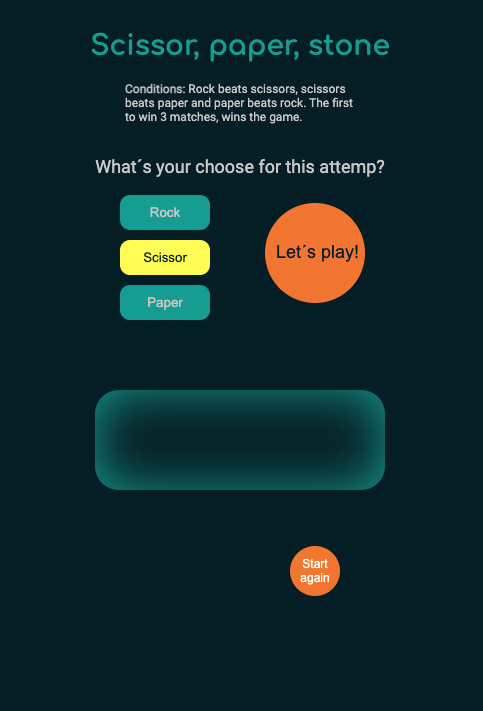 Scissor, paper, stone
Conditions: Rock beats scissors, scissors
beats paper and paper beats rock. The first
to win 3 matches, wins the game.
What´s your choose for this attemp?
Rock
Scissor
Paper
Let´s play!
Start
again